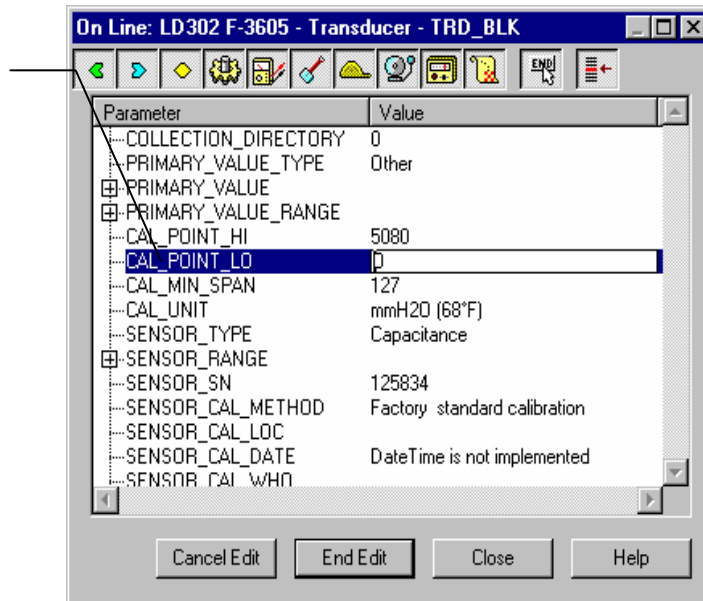 On Line: LD302 F-3605 - Transducer - TRD_BLK
END
Parameter Value
COLLECTION_DIRECTORY 0
PRIMARY_VALUE_TYPE Other
PRIMARY_VALUE
PRIMARY_VALUE_RANGE
CAL_POINT_HI 5080
CAL_POINT_LO 0
CAL_MIN_SPAN 127
CAL_UNIT mmH2O (68°F)
SENSOR_TYPE Capacitance
SENSOR_RANGE
SENSOR_SN 125834
SENSOR_CAL_METHOD Factory standard calibration
SENSOR_CAL_LOC
SENSOR_CAL_DATE DateTime is not implemented
SENSOR_CAL_WHO
Cancel Edit End Edit Close Help